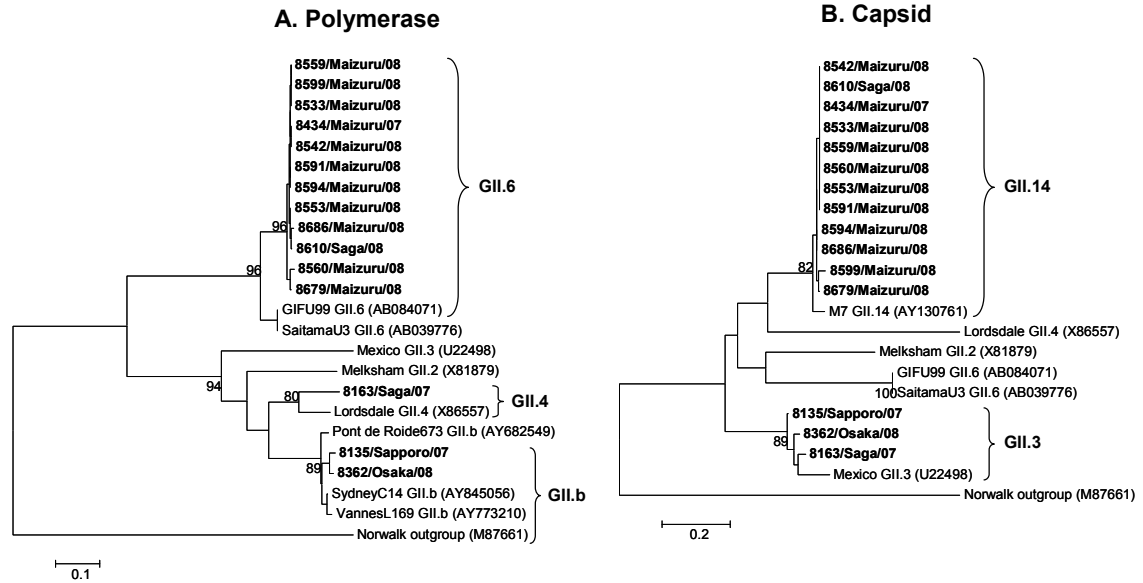 A. Polymerase
8559/Maizuru/08
8599/Maizuru/08
8533/Maizuru/08
8434/Maizuru/07
8542/Maizuru/08
8591/Maizuru/08
8594/Maizuru/08
8553/Maizuru/08
8686/Maizuru/08
8610/Saga/08
8560/Maizuru/08
8679/Maizuru/08
GIFU99 GII.6 (AB084071)
SaitamaU3 GII.6 (AB039776)
Mexico GII.3 (U22498)
Melksham GII.2 (X81879)
8163/Saga/07
Lordsdale GII.4 (X86557)
Pont de Roide673 GII.b (AY682549)
8135/Sapporo/07
8362/Osaka/08
SydneyC14 GII.b (AY845056)
VannesL169 GII.b (AY773210)
Norwalk outgroup (M87661)
96
96
94
80
89
GII.6
GII.4
GII.b
0.1
B. Capsid
8542/Maizuru/08
8610/Saga/08
8434/Maizuru/07
8533/Maizuru/08
8559/Maizuru/08
8560/Maizuru/08
8553/Maizuru/08
8591/Maizuru/08
8594/Maizuru/08
8686/Maizuru/08
8599/Maizuru/08
8679/Maizuru/08
M7 GII.14 (AY130761)
Lordsdale GII.4 (X86557)
Melksham GII.2 (X81879)
GIFU99 GII.6 (AB084071)
SaitamaU3 GII.6 (AB039776)
8135/Sapporo/07
8362/Osaka/08
8163/Saga/07
Mexico GII.3 (U22498)
Norwalk outgroup (M87661)
82
100
89
GII.14
GII.3
0.2